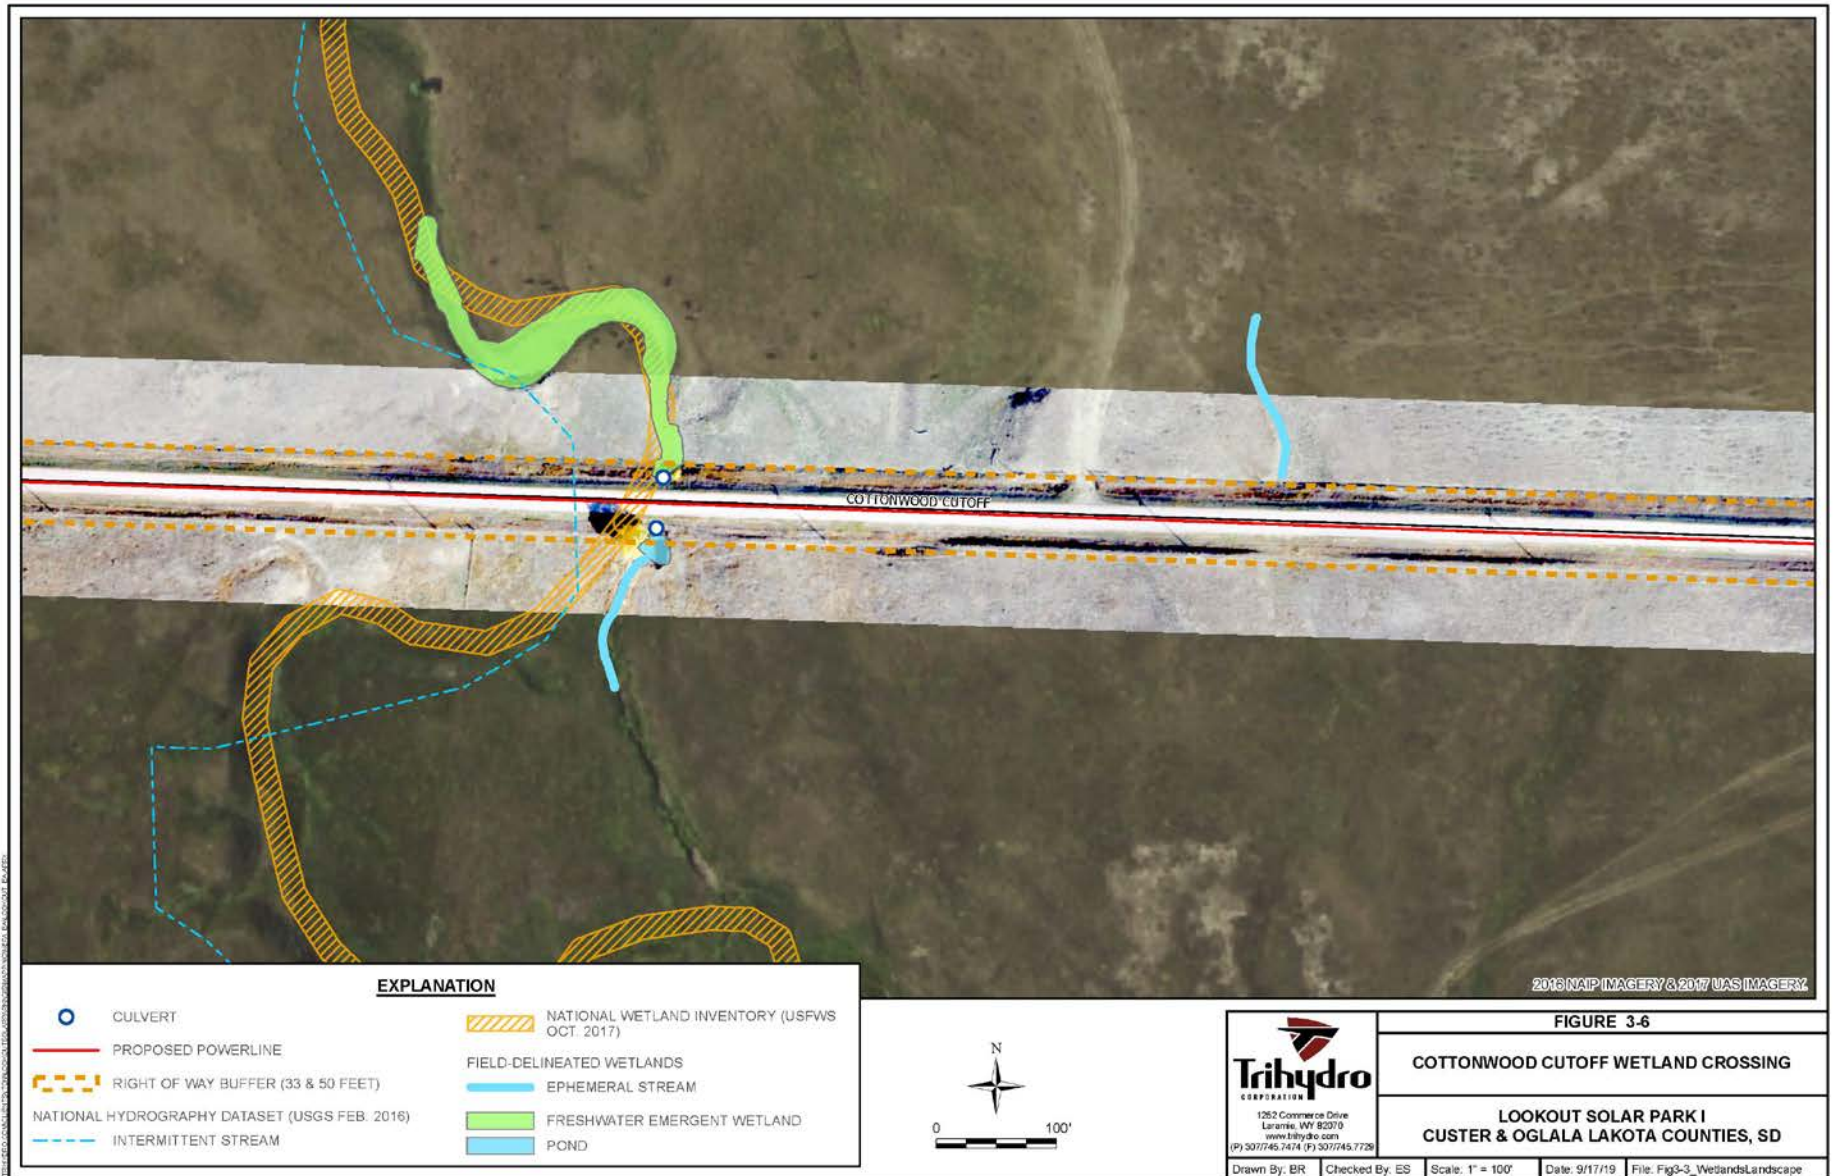 COTTONWOOD CUTOFF
2016 NAIP IMAGERY & 2017 UAS IMAGERY.
EXPLANATION
CULVERT
PROPOSED POWERLINE
RIGHT OF WAY BUFFER (33 & 50 FEET)
NATIONAL HYDROGRAPHY DATASET (USGS FEB. 2016)
INTERMITTENT STREAM
NATIONAL WETLAND INVENTORY (USFWS
OCT. 2017)
FIELD-DELINEATED WETLANDS
EPHEMERAL STREAM
FRESHWATER EMERGENT WETLAND
POND
N
0 100'
Trihydro
CORPORATION
1252 Commerce Drive
Laramie, WY 82070
www.trihydro.com
(P) 307/745.7474 (F) 307/745.7729
FIGURE 3-6
COTTONWOOD CUTOFF WETLAND CROSSING
LOOKOUT SOLAR PARK I
CUSTER & OGLALA LAKOTA COUNTIES, SD
Drawn By: BR Checked By: ES Scale: 1" = 100' Date: 9/17/19 File: Fig3-3_WetlandsLandscape